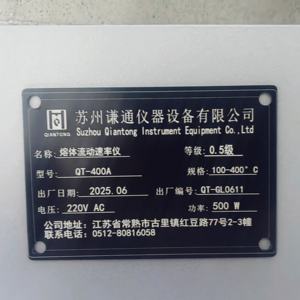 苏州谦通仪器设备有限公司
Suzhou Qiantong Instrument Equipment Co.,Ltd
QIANTONG
名称: 熔体流动速率仪 等级: 0.5级
型号: QT-400A 规格: 100-400°C
出厂日期: 2025.06 出厂编号: QT-GL0611
电压: 220V AC 功率: 500 W
公司地址: 江苏省常熟市古里镇红豆路77号2-3幢
联系电话: 0512-80816058